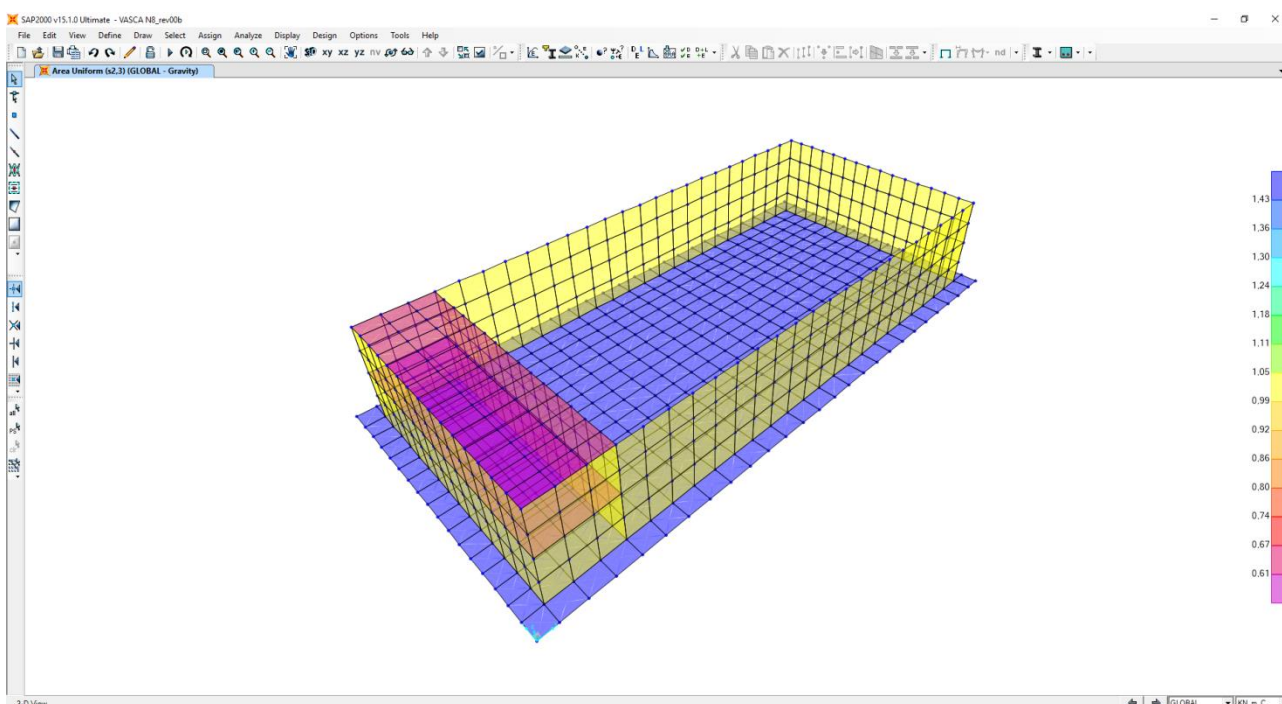 SAP2000 v15.1.0 Ultimate - VASCA N8_rev00b
File Edit View Define Draw Select Assign Analyze Display Design Options Tools Help
xy xz yz nv nd
Area Uniform (s2,3) (GLOBAL - Gravity)
1,43
1,36
1,30
1,24
1,18
1,11
1,05
0,99
0,92
0,86
0,80
0,74
0,67
0,61
all
3-D View GLOBAL KN, m, C